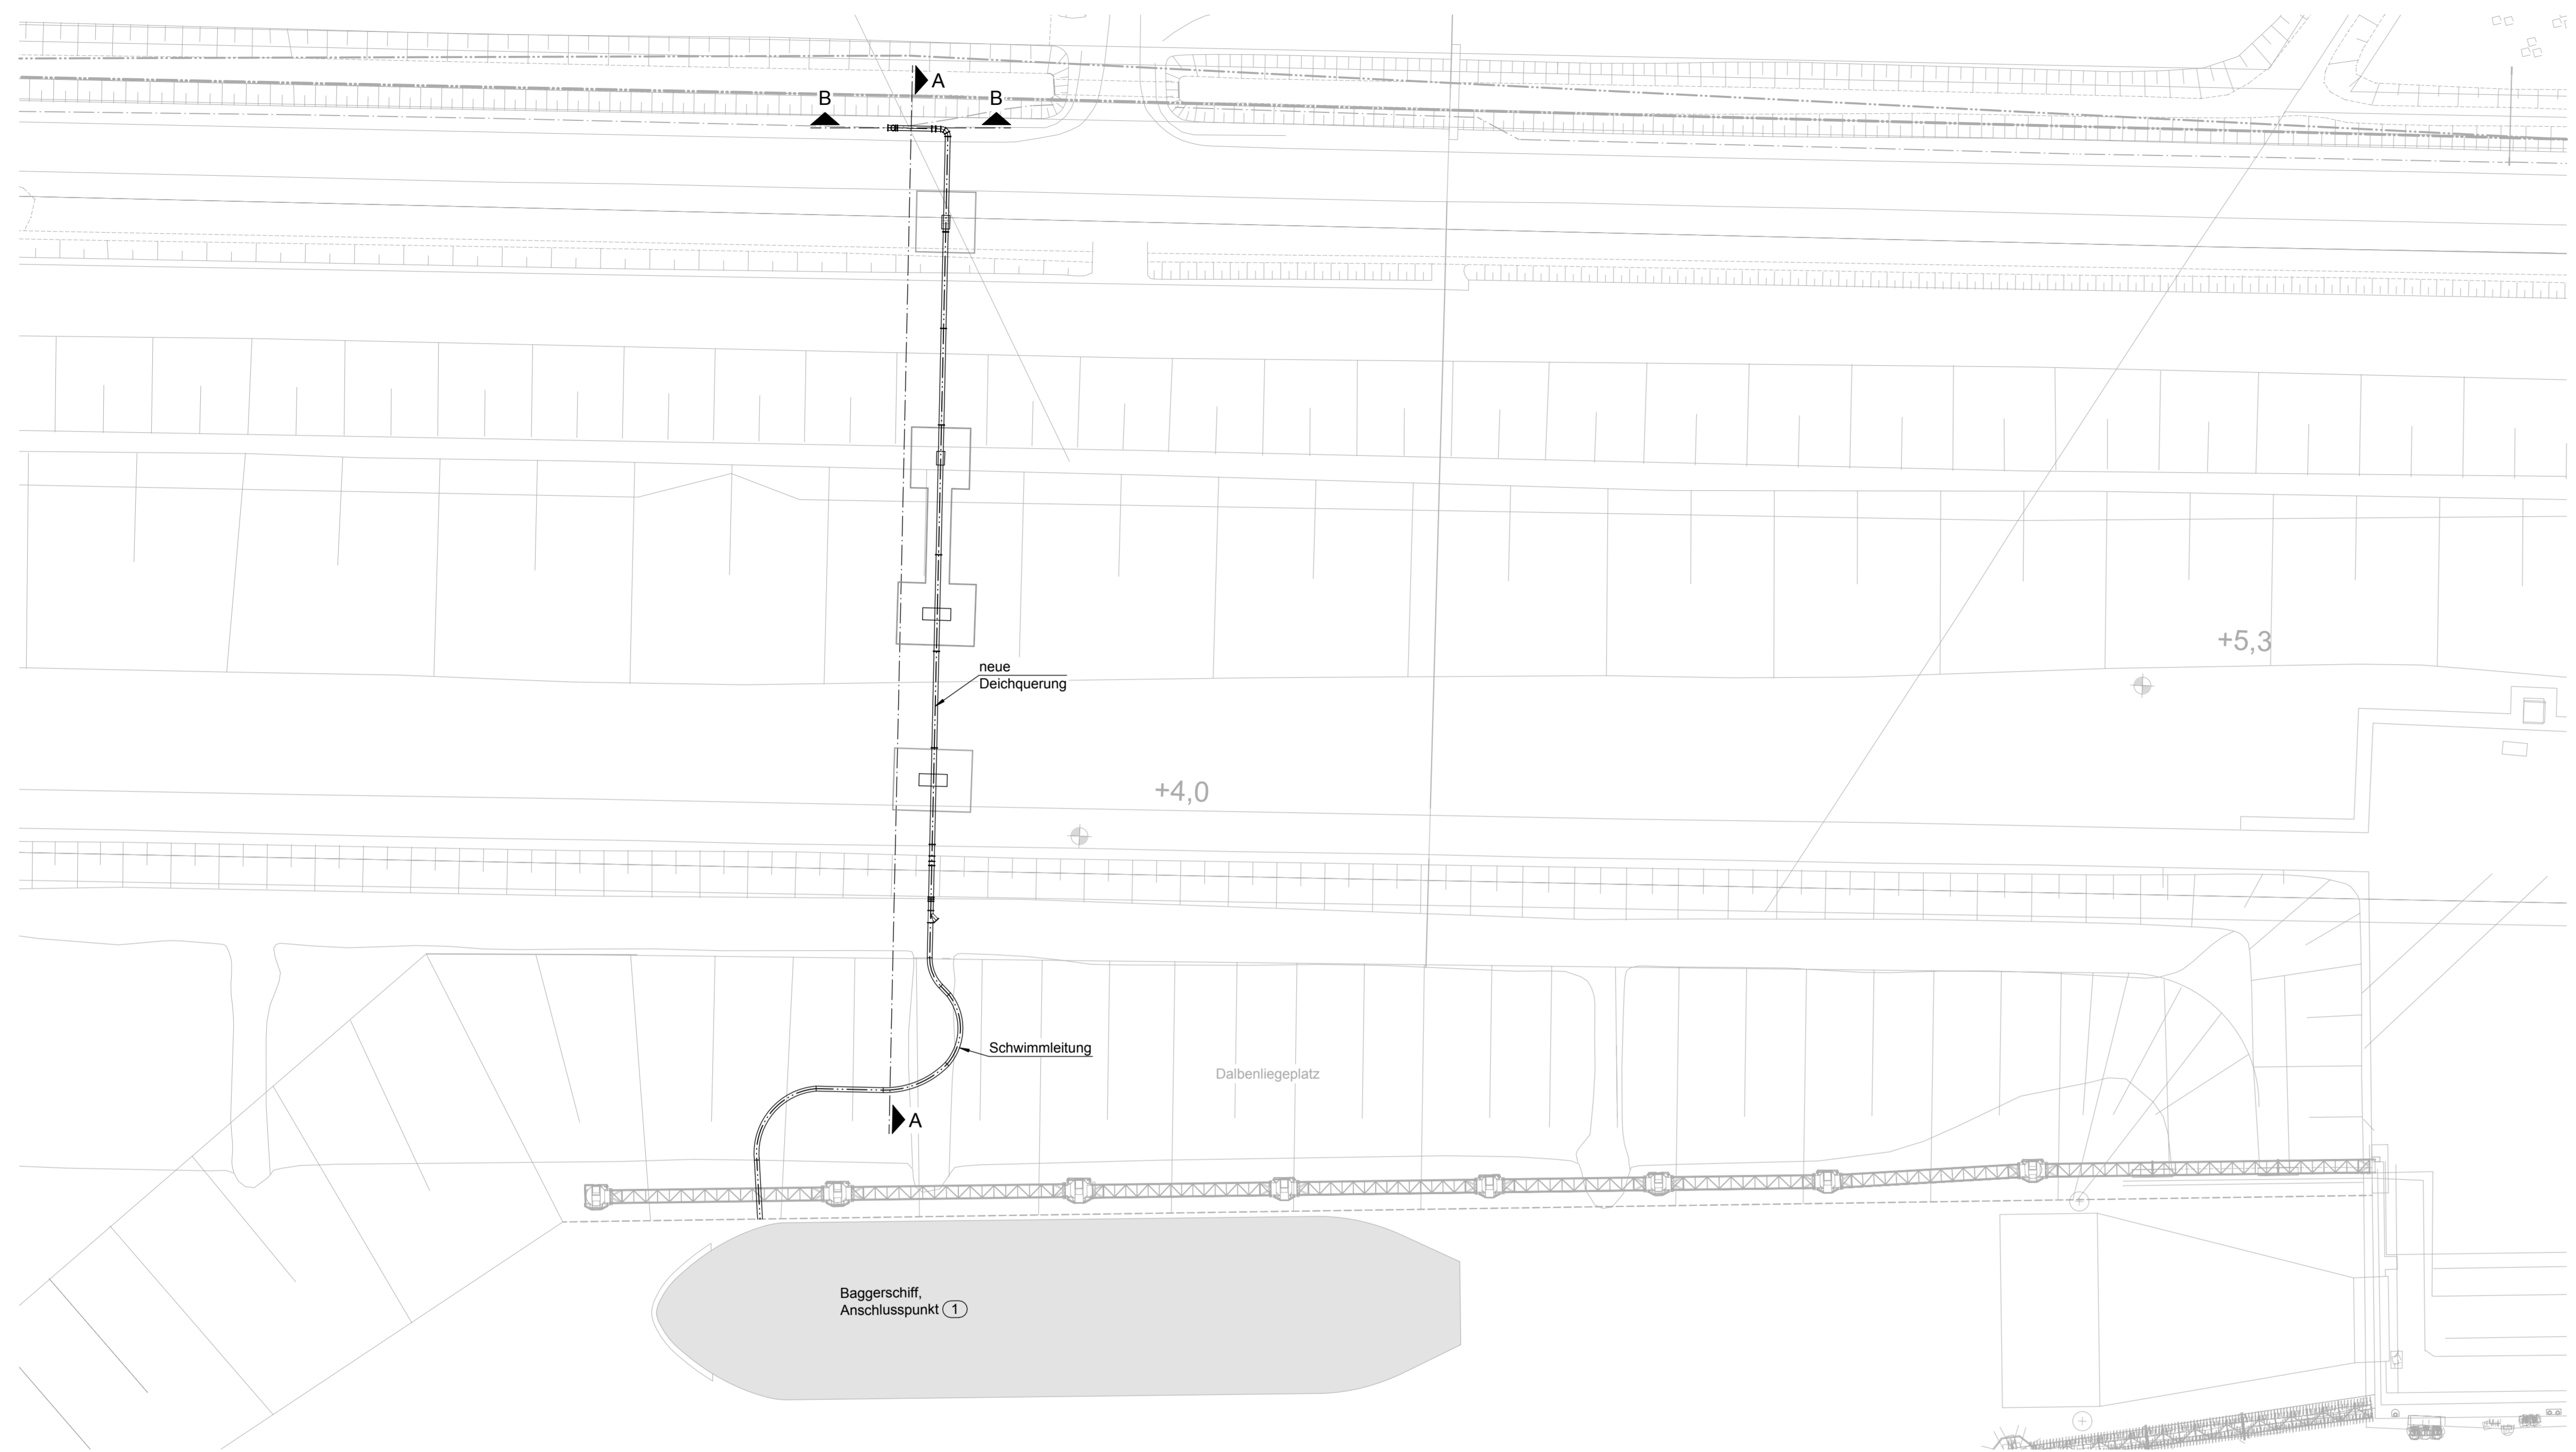 A
B
B
+5,3
neue
Deichquerung
+4,0
Schwimmleitung
Dalbenliegeplatz
A
Baggerschiff,
Anschlusspunkt 1